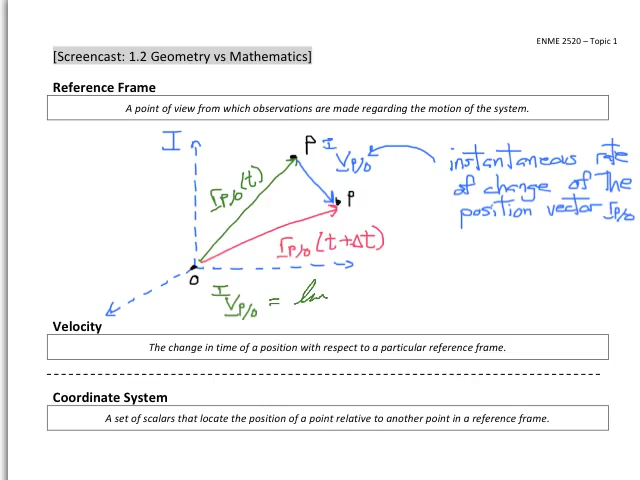 ENME 2520 – Topic 1
[Screencast: 1.2 Geometry vs Mathematics]
Reference Frame
A point of view from which observations are made regarding the motion of the system.
I
P
I V P/O
instantaneous rate
of change of the
position vector r P/O
r P/O (t)
P
r P/O (t+Δt)
O
I V P/O = lim
Velocity
The change in time of a position with respect to a particular reference frame.
Coordinate System
A set of scalars that locate the position of a point relative to another point in a reference frame.